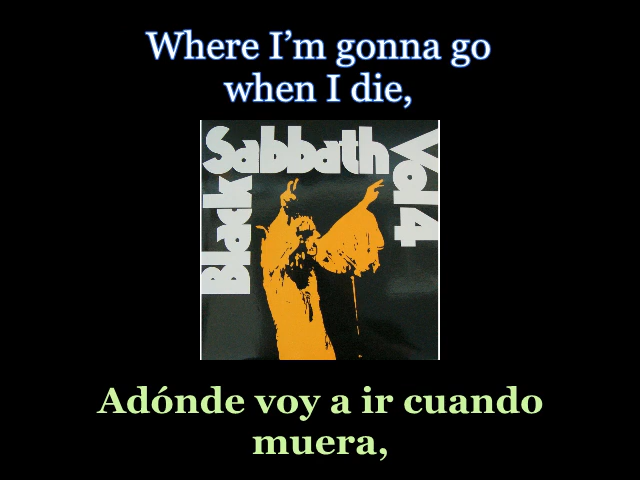 Where I’m gonna go
when I die,
Black
Sabbath
Vol 4
Adónde voy a ir cuando
muera,